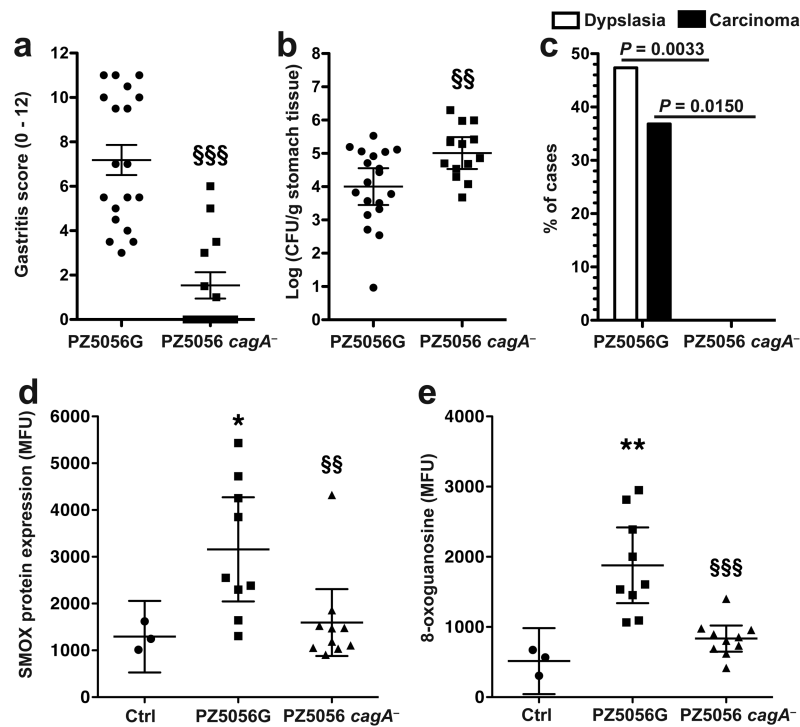 Dypslasia Carcinoma
a
Gastritis score (0 - 12)
12
10
8
6
4
2
0
§§§
PZ5056G PZ5056 cagA–
b
Log (CFU/g stomach tissue)
8
7
6
5
4
3
2
1
0
§§
PZ5056G PZ5056 cagA–
c
% of cases
50
40
30
20
10
0
P = 0.0033
P = 0.0150
PZ5056G PZ5056 cagA–
d
SMOX protein expression (MFU)
6000
5000
4000
3000
2000
1000
0
*
§§
Ctrl PZ5056G PZ5056 cagA–
e
8-oxoguanosine (MFU)
4000
3000
2000
1000
0
**
§§§
Ctrl PZ5056G PZ5056 cagA–